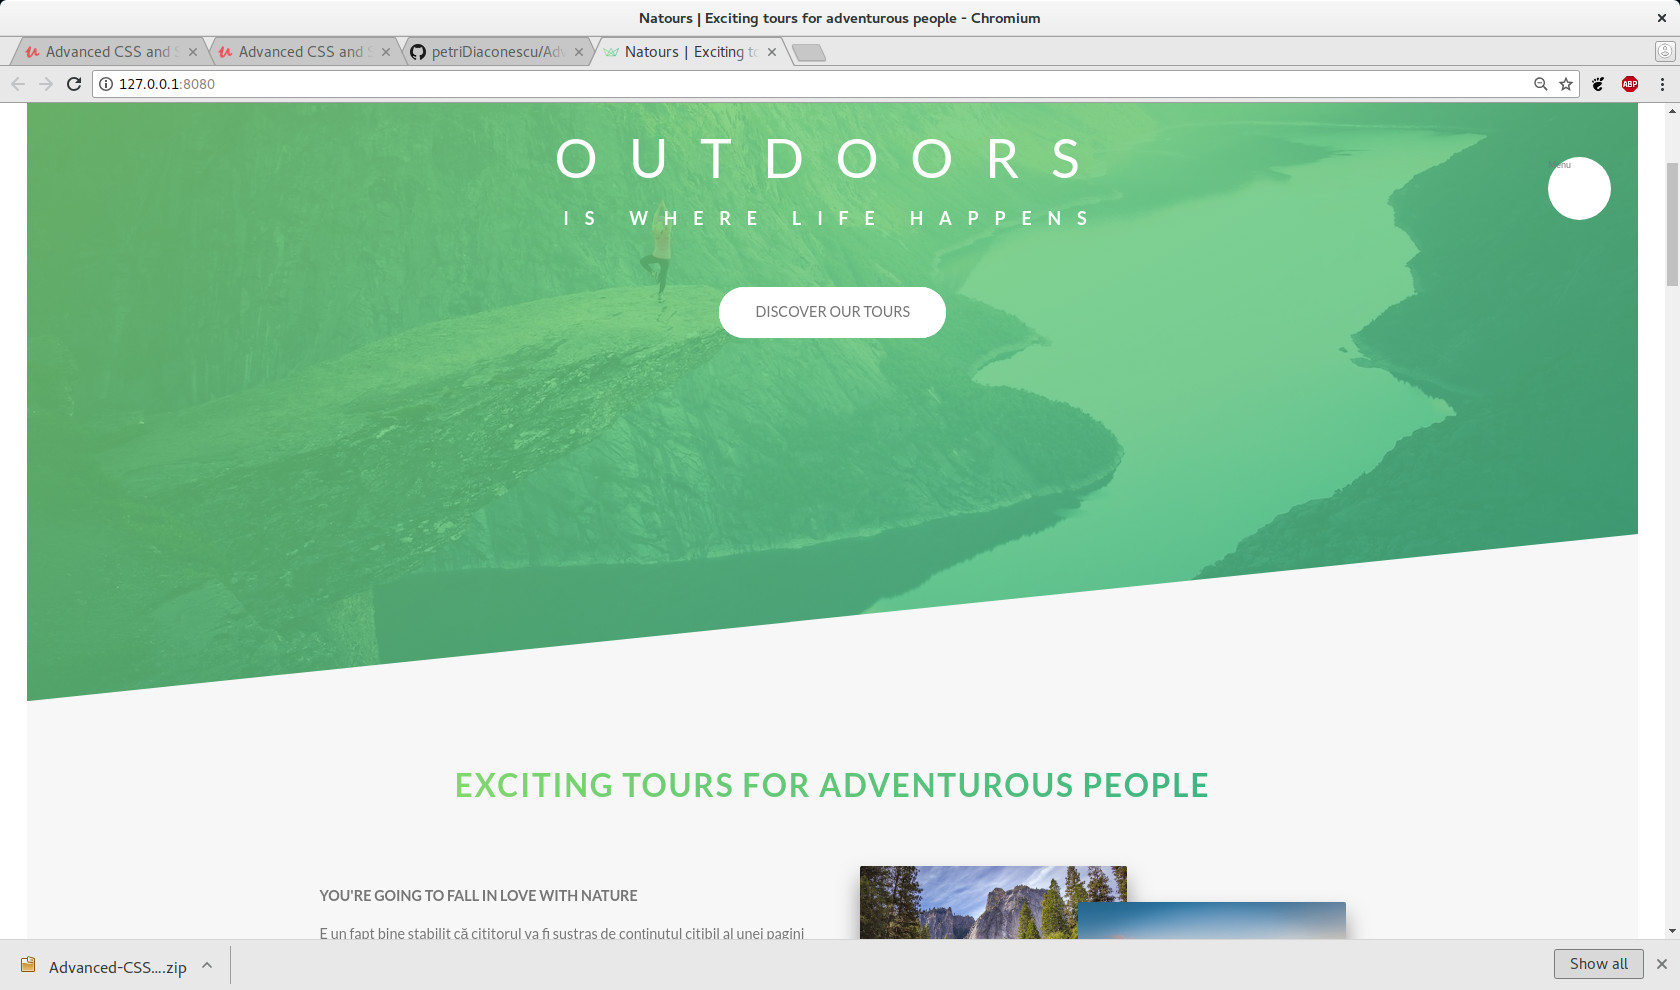 Natours | Exciting tours for adventurous people - Chromium
Advanced CSS and S
Advanced CSS and S
petriDiaconescu/Adv
Natours | Exciting to
127.0.0.1:8080
ABP
OUTDOORS
IS WHERE LIFE HAPPENS
Menu
DISCOVER OUR TOURS
EXCITING TOURS FOR ADVENTUROUS PEOPLE
YOU'RE GOING TO FALL IN LOVE WITH NATURE
E un fapt bine stabilit că cititorul va fi sustras de conținutul citibil al unei pagini
Advanced-CSS....zip
Show all